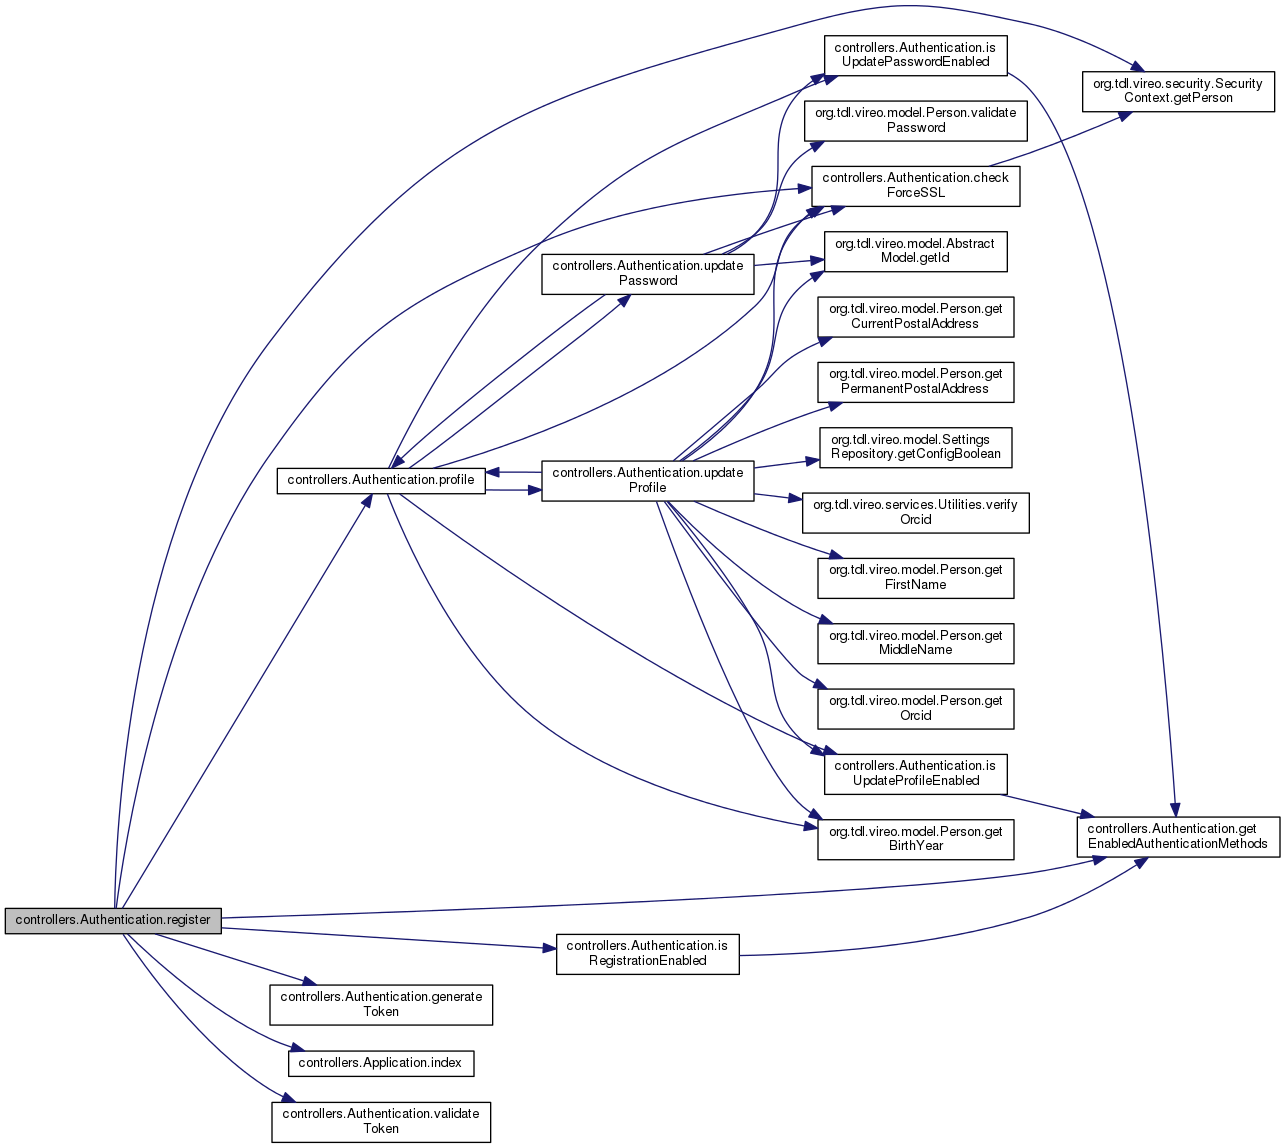 controllers.Authentication.is
UpdatePasswordEnabled
org.tdl.vireo.security.Security
Context.getPerson
org.tdl.vireo.model.Person.validate
Password
controllers.Authentication.check
ForceSSL
org.tdl.vireo.model.Abstract
Model.getId
controllers.Authentication.update
Password
org.tdl.vireo.model.Person.get
CurrentPostalAddress
org.tdl.vireo.model.Person.get
PermanentPostalAddress
org.tdl.vireo.model.Settings
Repository.getConfigBoolean
controllers.Authentication.profile
controllers.Authentication.update
Profile
org.tdl.vireo.services.Utilities.verify
Orcid
org.tdl.vireo.model.Person.get
FirstName
org.tdl.vireo.model.Person.get
MiddleName
org.tdl.vireo.model.Person.get
Orcid
controllers.Authentication.is
UpdateProfileEnabled
org.tdl.vireo.model.Person.get
BirthYear
controllers.Authentication.get
EnabledAuthenticationMethods
controllers.Authentication.register
controllers.Authentication.is
RegistrationEnabled
controllers.Authentication.generate
Token
controllers.Application.index
controllers.Authentication.validate
Token